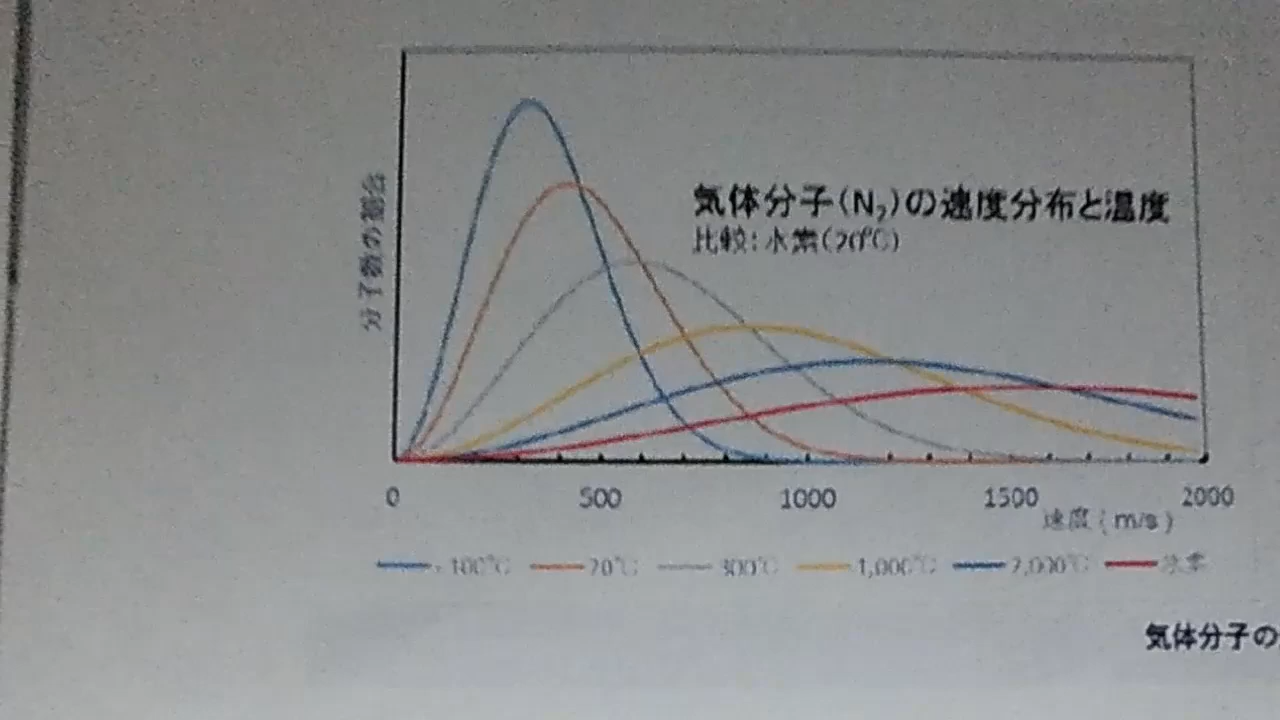 分子数の割合
気体分子(N₂)の速度分布と温度
比較：水素(20℃)
0 500 1000 1500 2000
速度(m/s)
-100℃ 20℃ 300℃ 1,000℃ 2,000℃ 水素
気体分子の